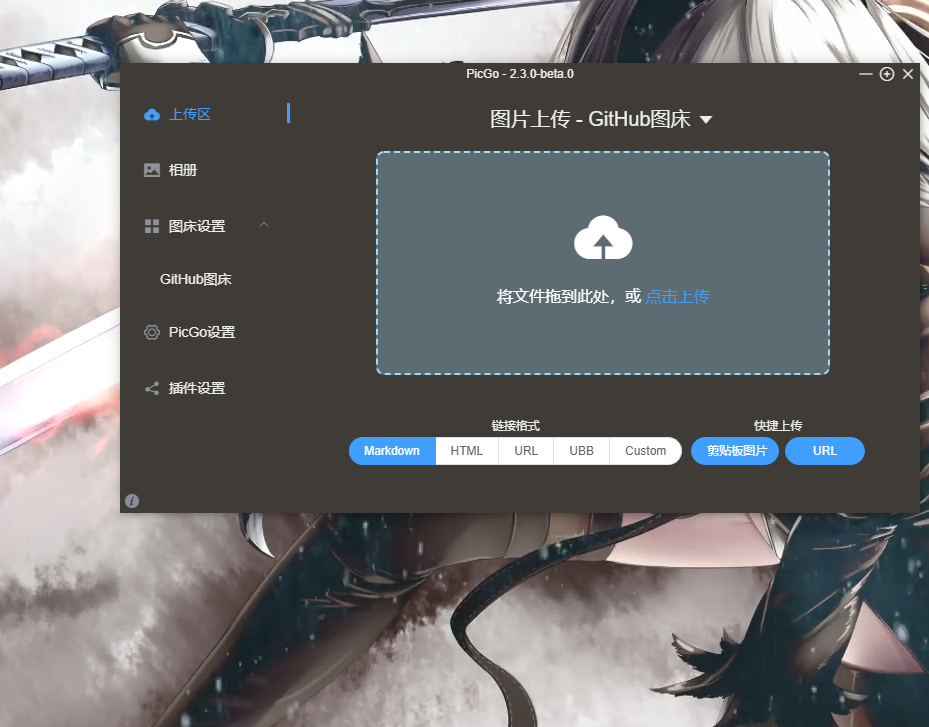 PicGo - 2.3.0-beta.0
上传区
相册
图床设置
GitHub图床
PicGo设置
插件设置
图片上传 - GitHub图床
将文件拖到此处，或 点击上传
链接格式
Markdown HTML URL UBB Custom
快捷上传
剪贴板图片 URL